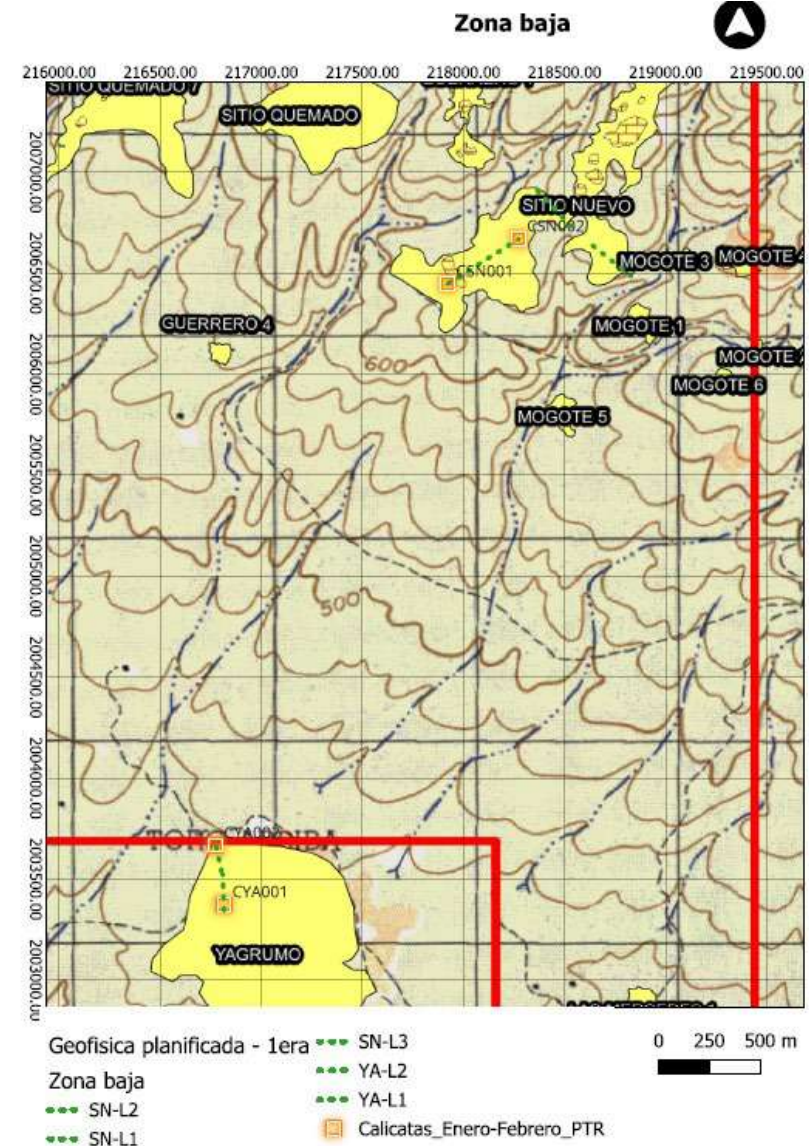 Zona baja
216000.00 216500.00 217000.00 217500.00 218000.00 218500.00 219000.00 219500.00
SITIO QUEMADO 7
SITIO QUEMADO
2007000.00
SITIO NUEVO
CSN002
2006500.00
CSN001
MOGOTE 3
GUERRERO 4
MOGOTE 1
2006000.00
600
MOGOTE 6
MOGOTE 5
2005500.00
2005000.00
500
2004500.00
2004000.00
CYA002
2003500.00
CYA001
YAGRUMO
2003000.00
Geofisica planificada - 1era
Zona baja
SN-L2
SN-L1
SN-L3
YA-L2
YA-L1
Calicatas_Enero-Febrero_PTR
0 250 500 m